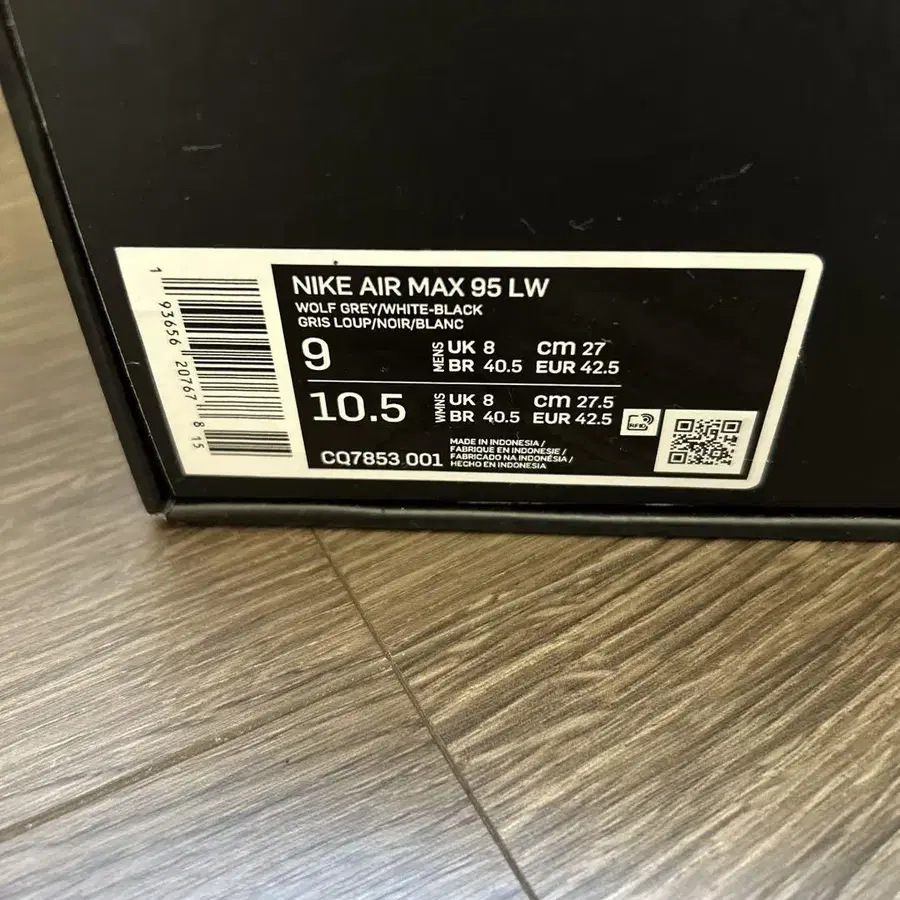 1 93656 20767 8 15
NIKE AIR MAX 95 LW
WOLF GREY/WHITE-BLACK
GRIS LOUP/NOIR/BLANC
9 MENS UK 8 cm 27
BR 40.5 EUR 42.5
10.5 WMNS UK 8 cm 27.5
BR 40.5 EUR 42.5
RFID
CQ7853 001
MADE IN INDONESIA /
FABRIQUE EN INDONESIE /
FABRICADO NA INDONÉSIA /
HECHO EN INDONESIA